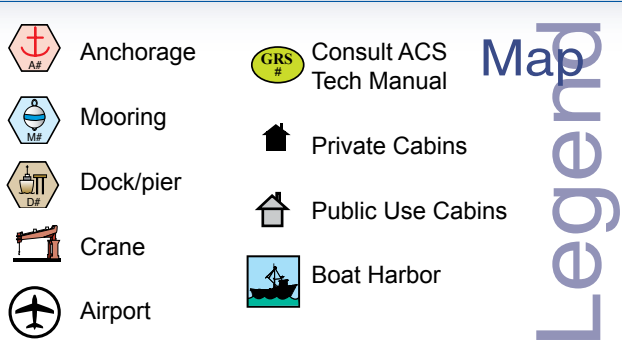 A#
Anchorage
M#
Mooring
D#
Dock/pier
Crane
Airport
GRS
#
Consult ACS
Tech Manual
Private Cabins
Public Use Cabins
Boat Harbor
Map
Legend